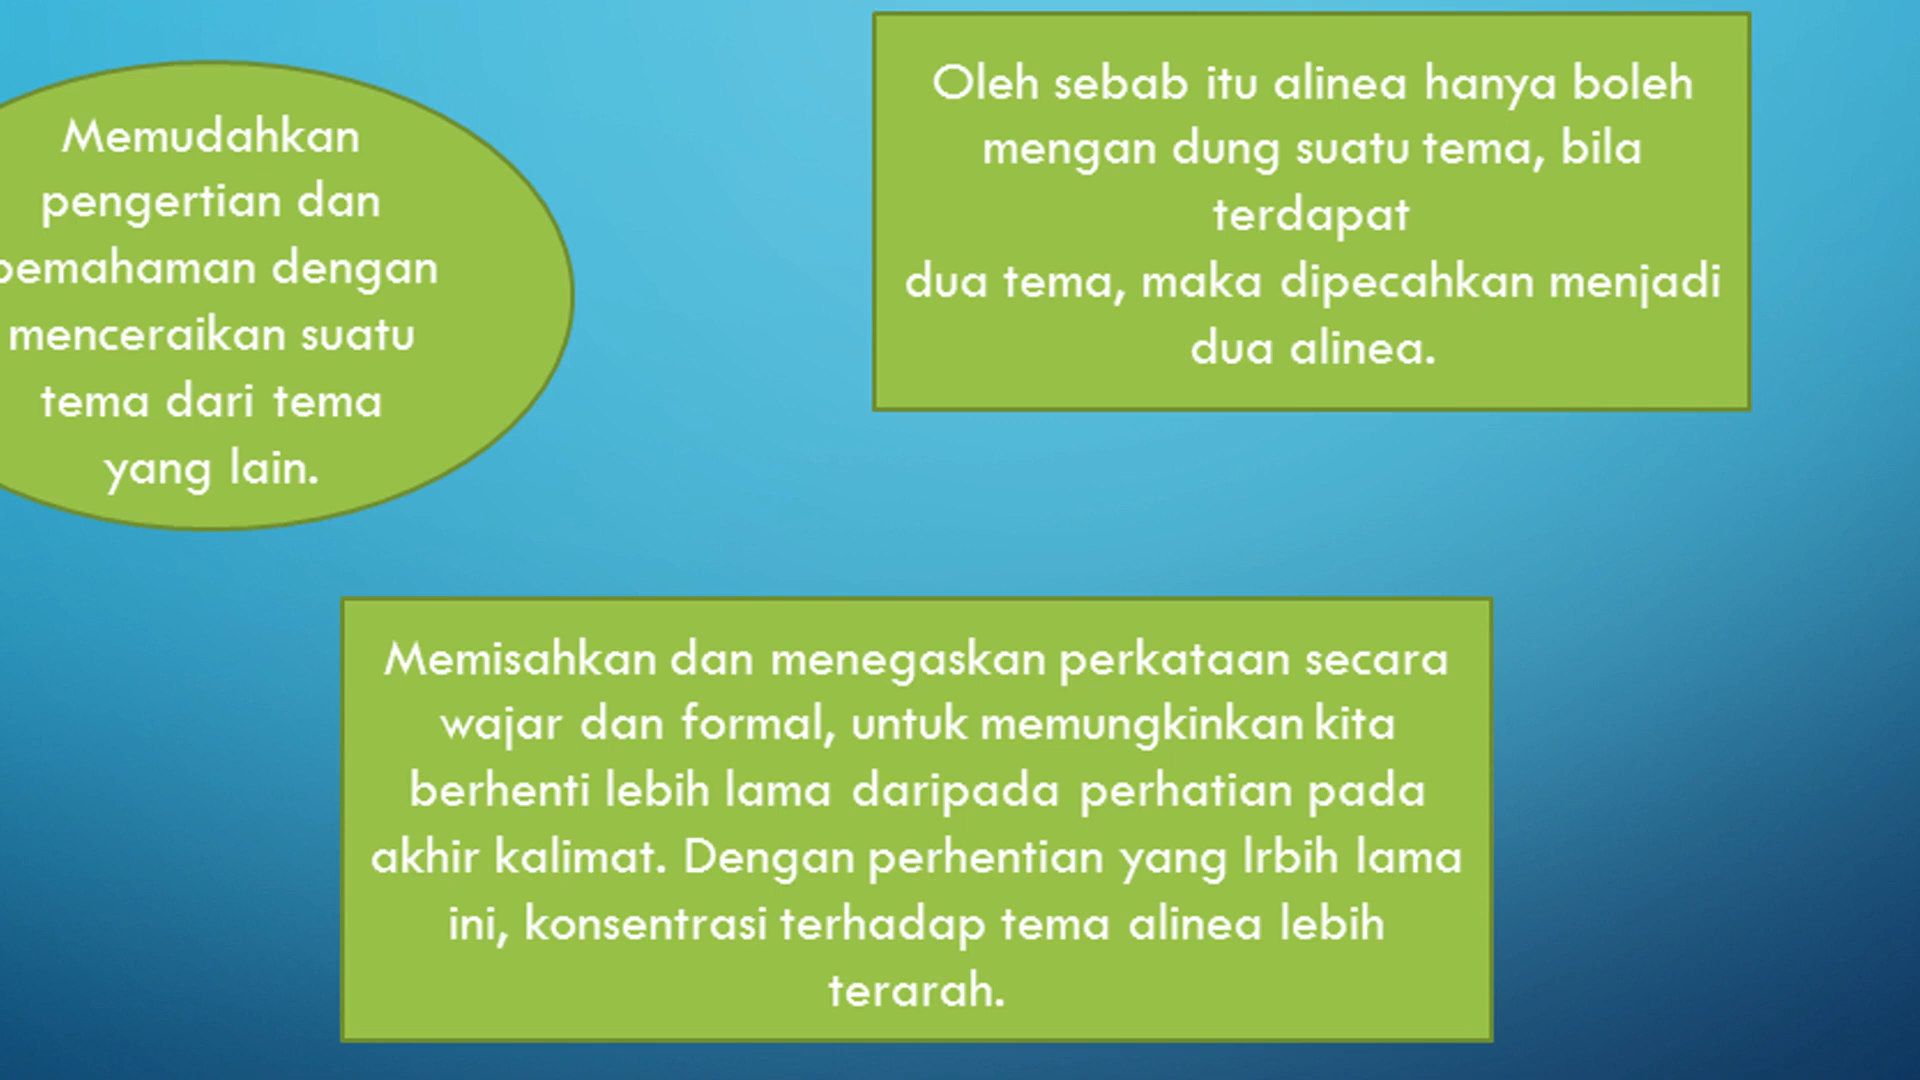 Memudahkan
pengertian dan
pemahaman dengan
menceraikan suatu
tema dari tema
yang lain.
Oleh sebab itu alinea hanya boleh
mengan dung suatu tema, bila
terdapat
dua tema, maka dipecahkan menjadi
dua alinea.
Memisahkan dan menegaskan perkataan secara
wajar dan formal, untuk memungkinkan kita
berhenti lebih lama daripada perhatian pada
akhir kalimat. Dengan perhentian yang lrbih lama
ini, konsentrasi terhadap tema alinea lebih
terarah.